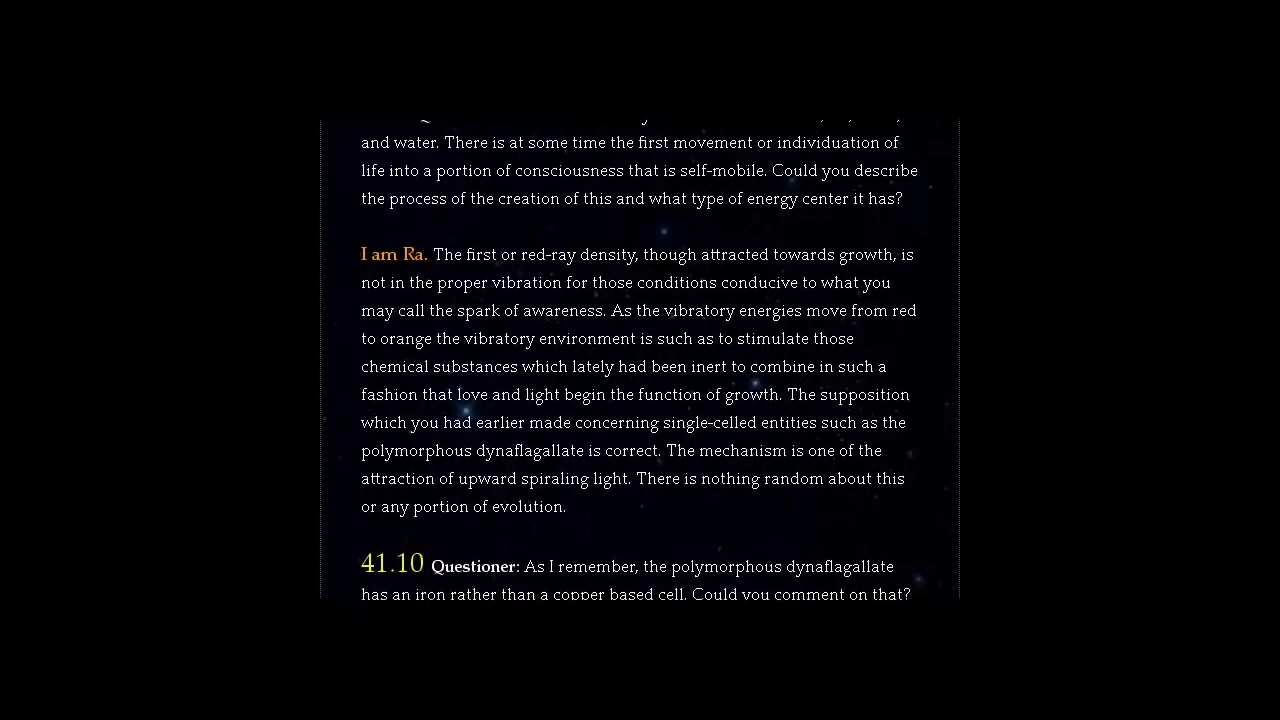 and water. There is at some time the first movement or individuation of
life into a portion of consciousness that is self-mobile. Could you describe
the process of the creation of this and what type of energy center it has?
I am Ra. The first or red-ray density, though attracted towards growth, is
not in the proper vibration for those conditions conducive to what you
may call the spark of awareness. As the vibratory energies move from red
to orange the vibratory environment is such as to stimulate those
chemical substances which lately had been inert to combine in such a
fashion that love and light begin the function of growth. The supposition
which you had earlier made concerning single-celled entities such as the
polymorphous dynaflagallate is correct. The mechanism is one of the
attraction of upward spiraling light. There is nothing random about this
or any portion of evolution.
41.10 Questioner: As I remember, the polymorphous dynaflagallate
has an iron rather than a copper based cell. Could you comment on that?